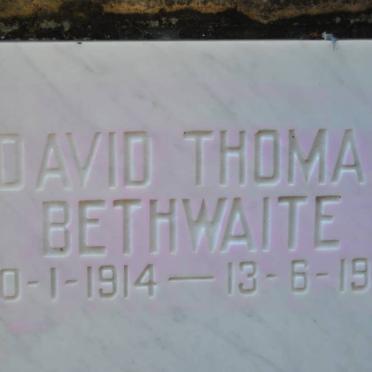 DAVID THOMA
BETHWAITE
0-1-1914 — 13-6-19